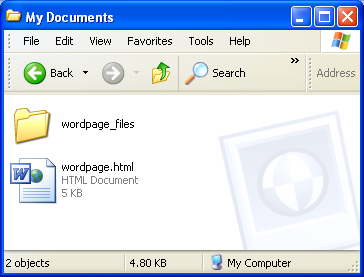 My Documents
File Edit View Favorites Tools Help
Back Search » Address
wordpage_files
wordpage.html
HTML Document
5 KB
2 objects 4.80 KB My Computer